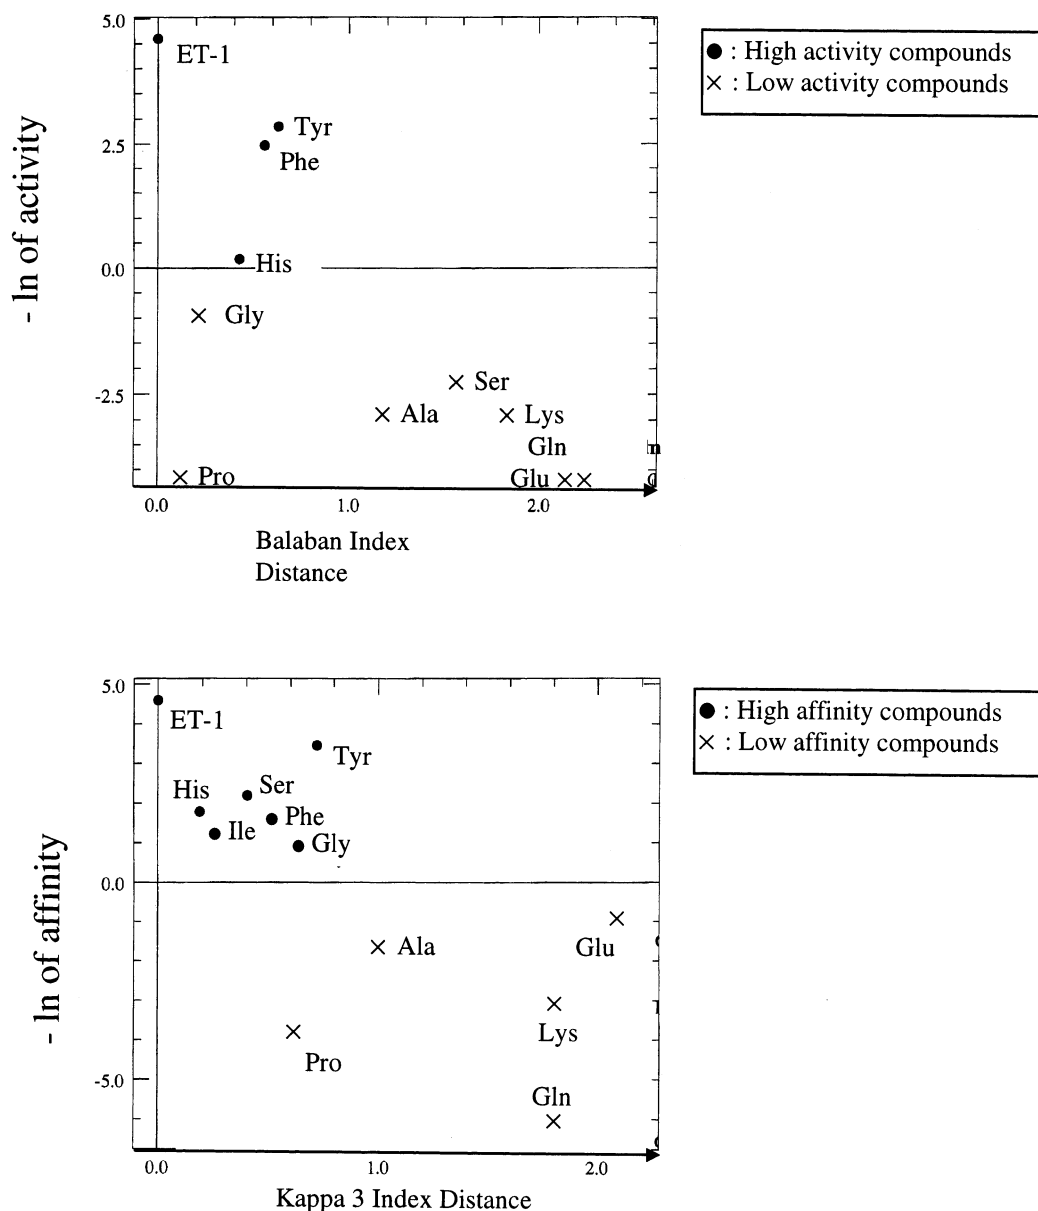 5.0
ET-1
● : High activity compounds
× : Low activity compounds
Tyr
2.5
Phe
- ln of activity
His
0.0
Gly
Ser
-2.5
Ala
Lys
Gln
Pro
Glu
0.0
1.0
2.0
Balaban Index
Distance
5.0
ET-1
● : High affinity compounds
× : Low affinity compounds
Tyr
His
Ser
Phe
Ile
Gly
- ln of affinity
0.0
Ala
Glu
Lys
Pro
-5.0
Gln
0.0
1.0
2.0
Kappa 3 Index Distance